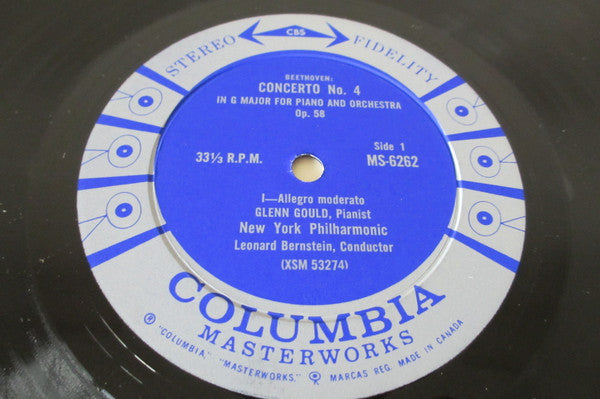 CBS
STEREO FIDELITY
BEETHOVEN:
CONCERTO No. 4
IN G MAJOR FOR PIANO AND ORCHESTRA
Op. 58
33⅓ R.P.M.
Side 1
MS-6262
I—Allegro moderato
GLENN GOULD, Pianist
New York Philharmonic
Leonard Bernstein, Conductor
(XSM 53274)
COLUMBIA
MASTERWORKS
® "COLUMBIA," "MASTERWORKS," MARCAS REG. MADE IN CANADA